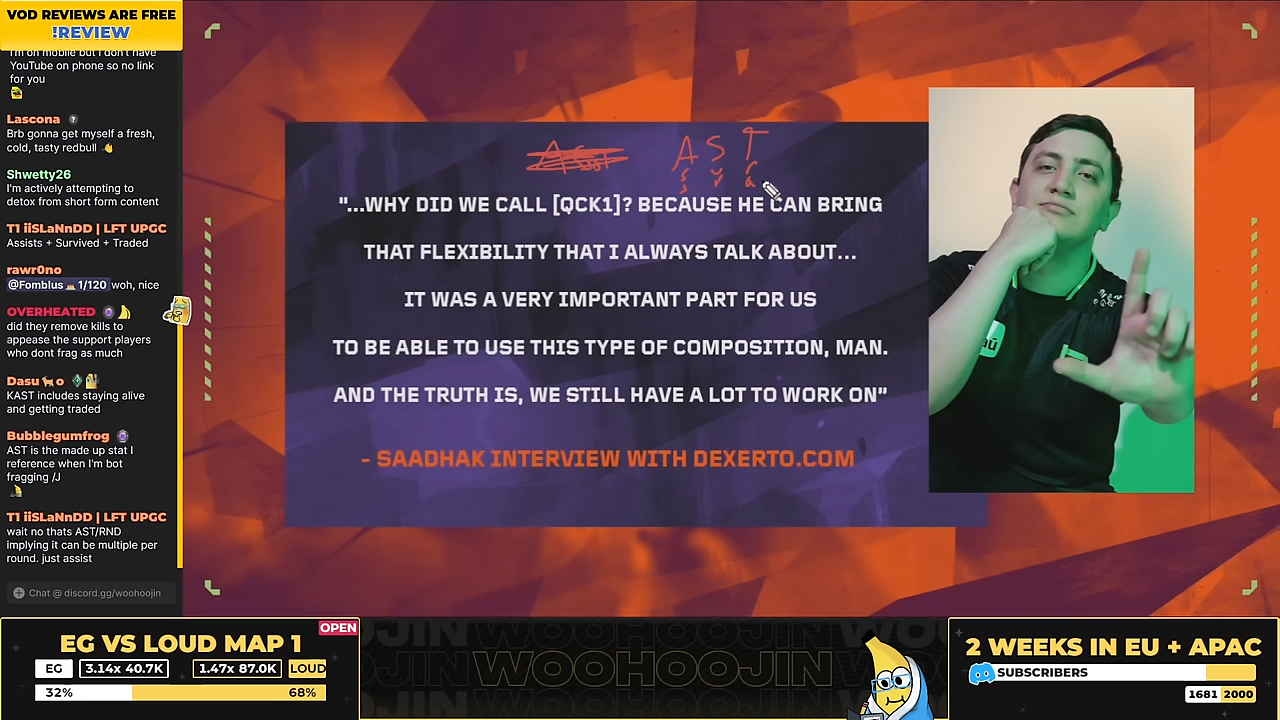 VOD REVIEWS ARE FREE
!REVIEW
I'm on mobile but I don't have
YouTube on phone so no link
for you
Lascona
Brb gonna get myself a fresh,
cold, tasty redbull
Shwetty26
I'm actively attempting to
detox from short form content
T1 iiSLaNnDD | LFT UPGC
Assists + Survived + Traded
rawr0no
@Fomblus 1/120 woh, nice
OVERHEATED
did they remove kills to
appease the support players
who dont frag as much
Dasu o
KAST includes staying alive
and getting traded
Bubblegumfrog
AST is the made up stat I
reference when I'm bot
fragging /J
T1 iiSLaNnDD | LFT UPGC
wait no thats AST/RND
implying it can be multiple per
round. just assist
Chat @ discord.gg/woohoojin
A S T
"...WHY DID WE CALL [QCK1]? BECAUSE HE CAN BRING
THAT FLEXIBILITY THAT I ALWAYS TALK ABOUT...
IT WAS A VERY IMPORTANT PART FOR US
TO BE ABLE TO USE THIS TYPE OF COMPOSITION, MAN.
AND THE TRUTH IS, WE STILL HAVE A LOT TO WORK ON"
- SAADHAK INTERVIEW WITH DEXERTO.COM
OPEN
EG VS LOUD MAP 1
EG 3.14x 40.7K 1.47x 87.0K LOUD
32% 68%
WOOHOOJIN
2 WEEKS IN EU + APAC
SUBSCRIBERS
1681 2000